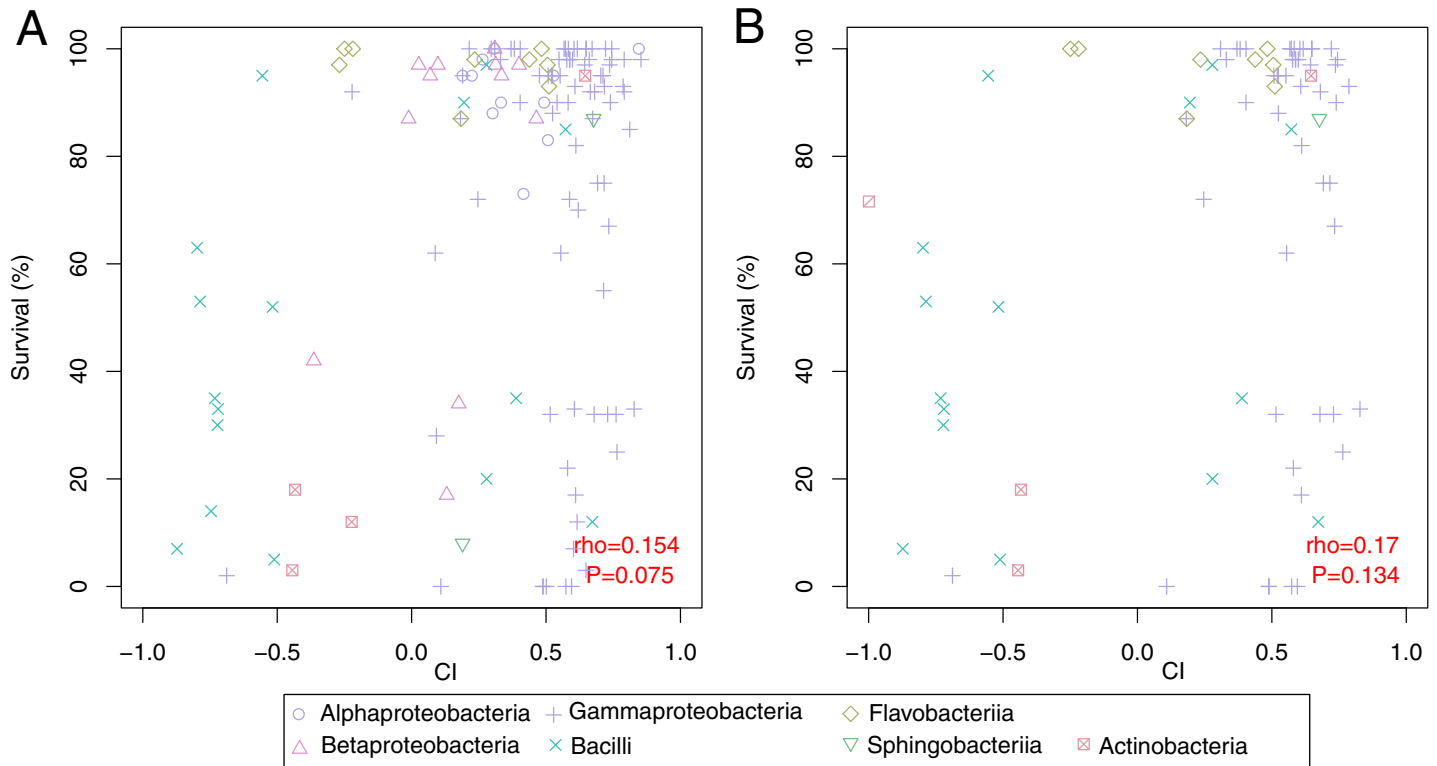 A
B
100
80
60
40
20
0
Survival (%)
rho=0.154
P=0.075
−1.0 −0.5 0.0 0.5 1.0
CI
100
80
60
40
20
0
Survival (%)
rho=0.17
P=0.134
−1.0 −0.5 0.0 0.5 1.0
CI
Alphaproteobacteria Gammaproteobacteria Flavobacteriia
Betaproteobacteria Bacilli Sphingobacteriia Actinobacteria